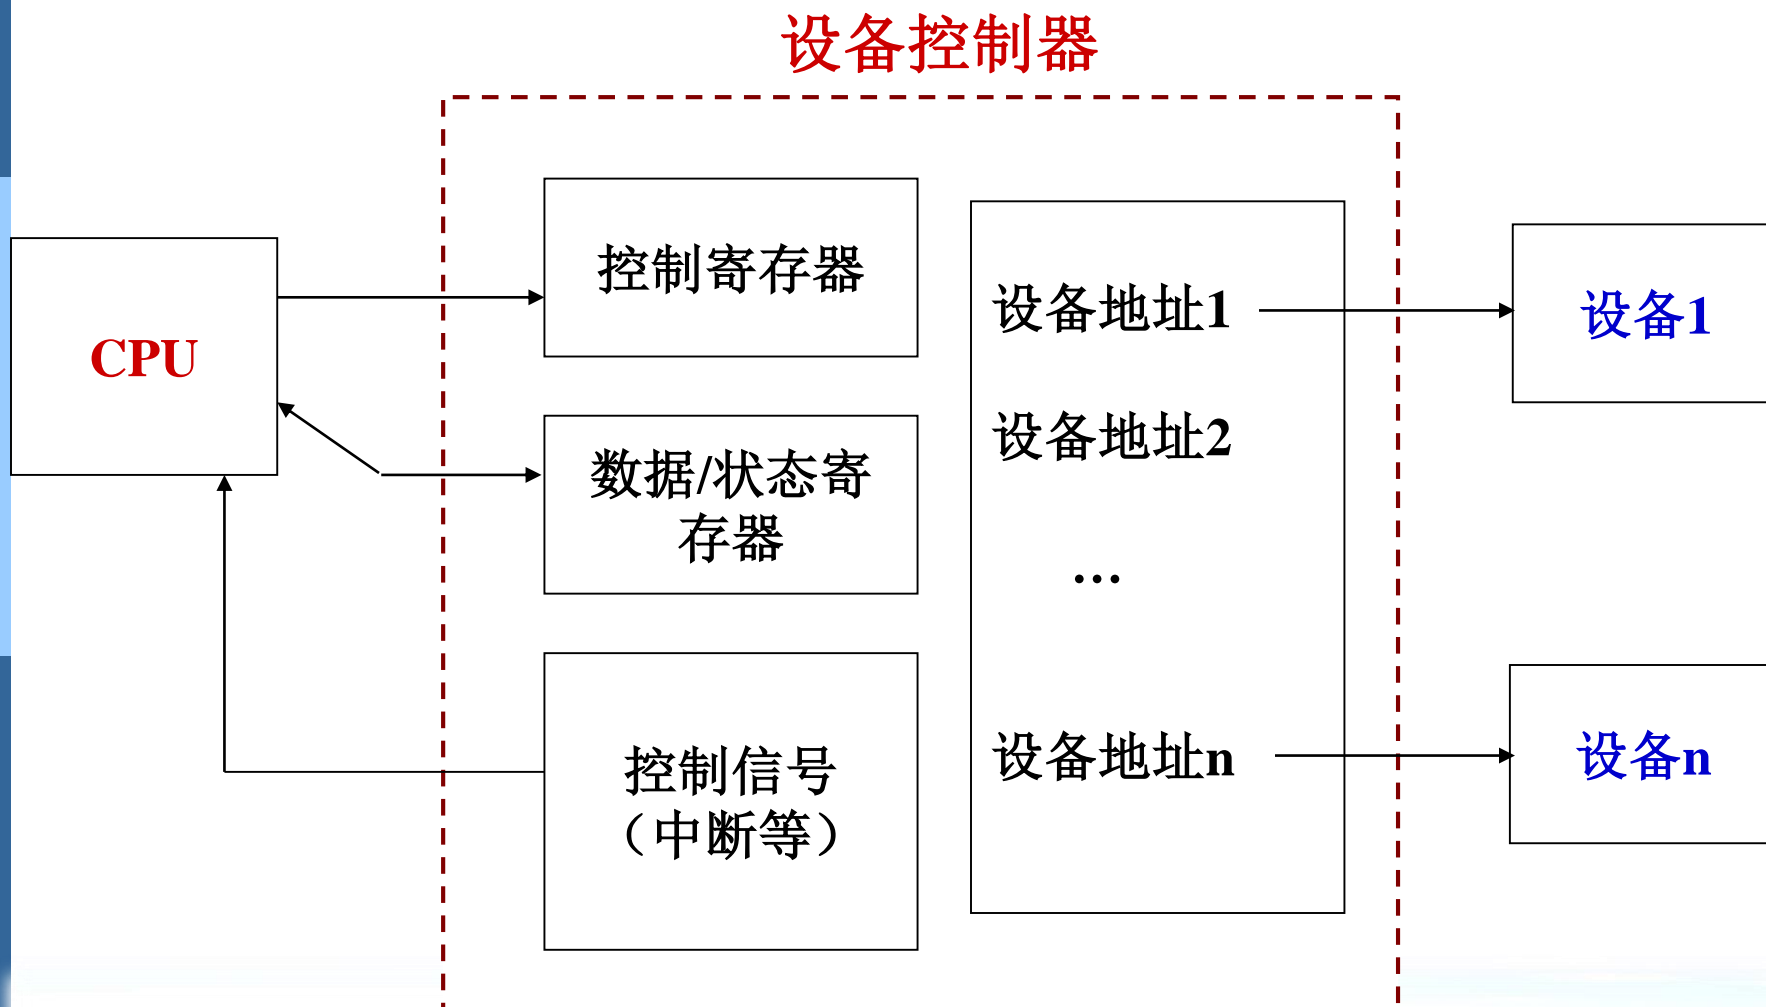 设备控制器
CPU
控制寄存器
数据/状态寄
存器
控制信号
（中断等）
设备地址1
设备地址2
…
设备地址n
设备1
设备n